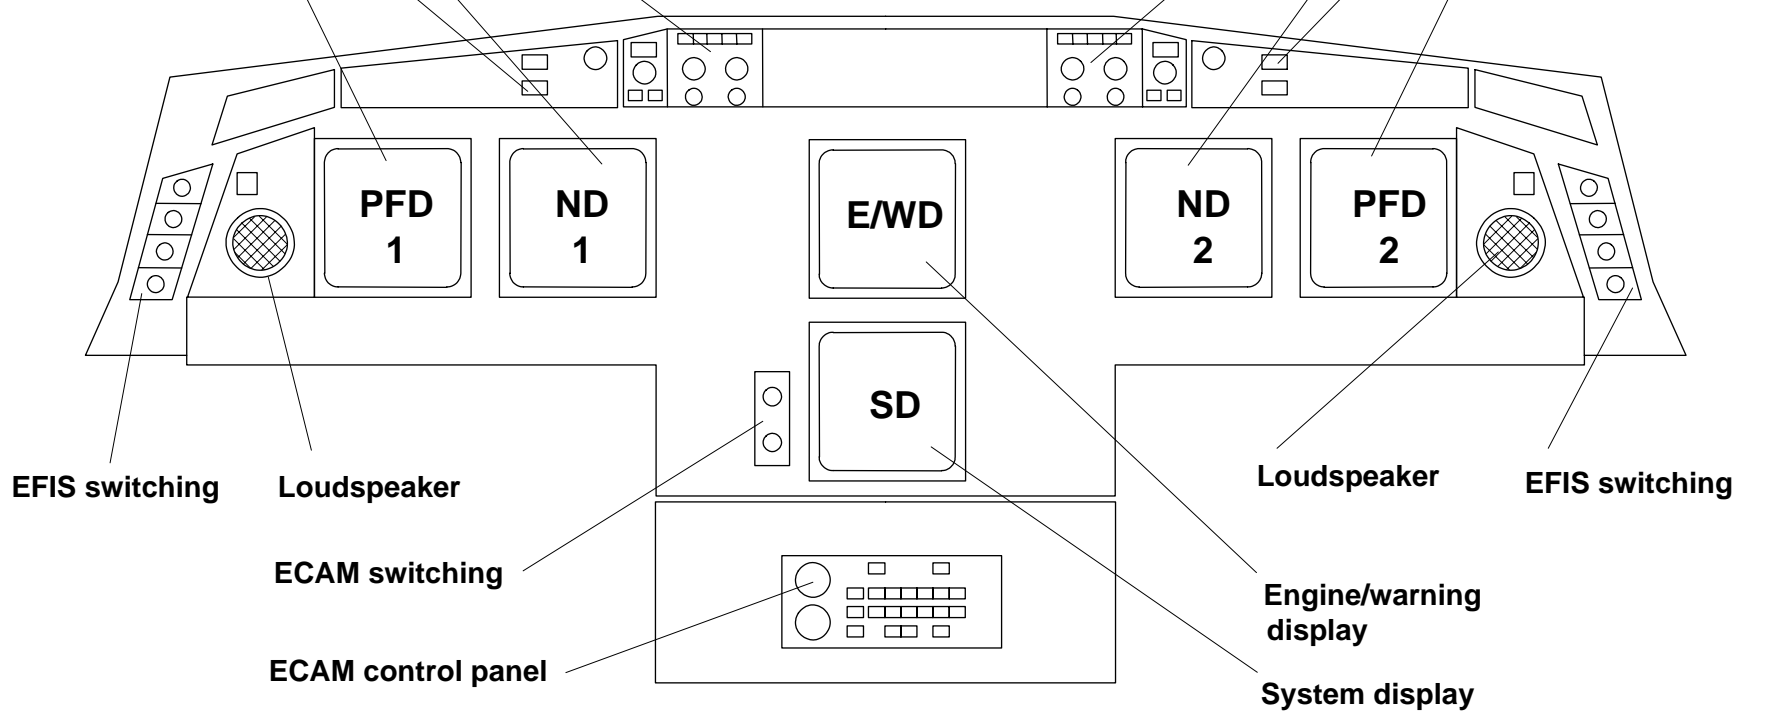 PFD
1
ND
1
E/WD
ND
2
PFD
2
SD
EFIS switching
Loudspeaker
Loudspeaker
EFIS switching
ECAM switching
Engine/warning
display
ECAM control panel
System display